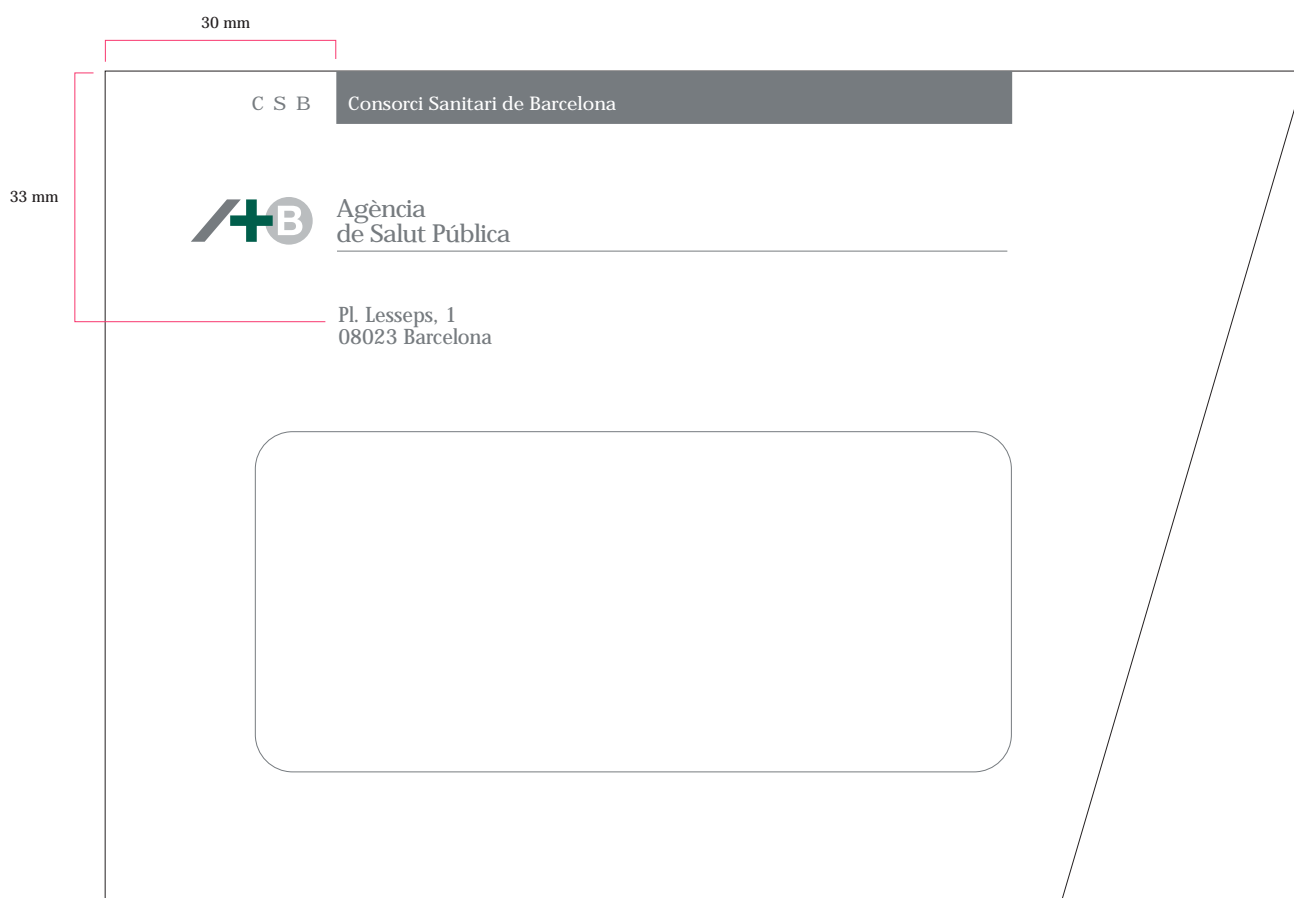 30 mm
C S B Consorci Sanitari de Barcelona
33 mm
B
Agència
de Salut Pública
Pl. Lesseps, 1
08023 Barcelona